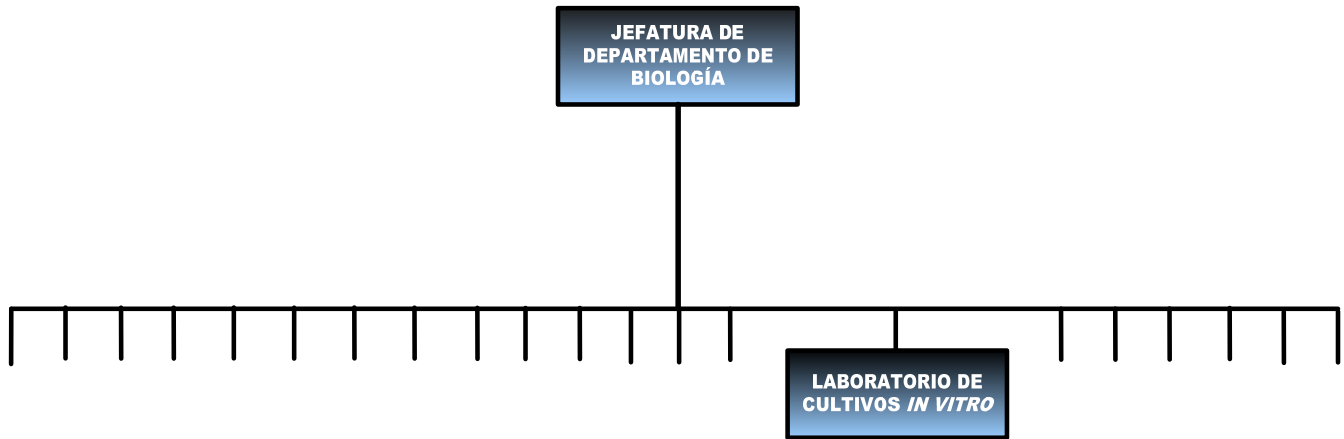 JEFATURA DE
DEPARTAMENTO DE
BIOLOGÍA
LABORATORIO DE
CULTIVOS IN VITRO